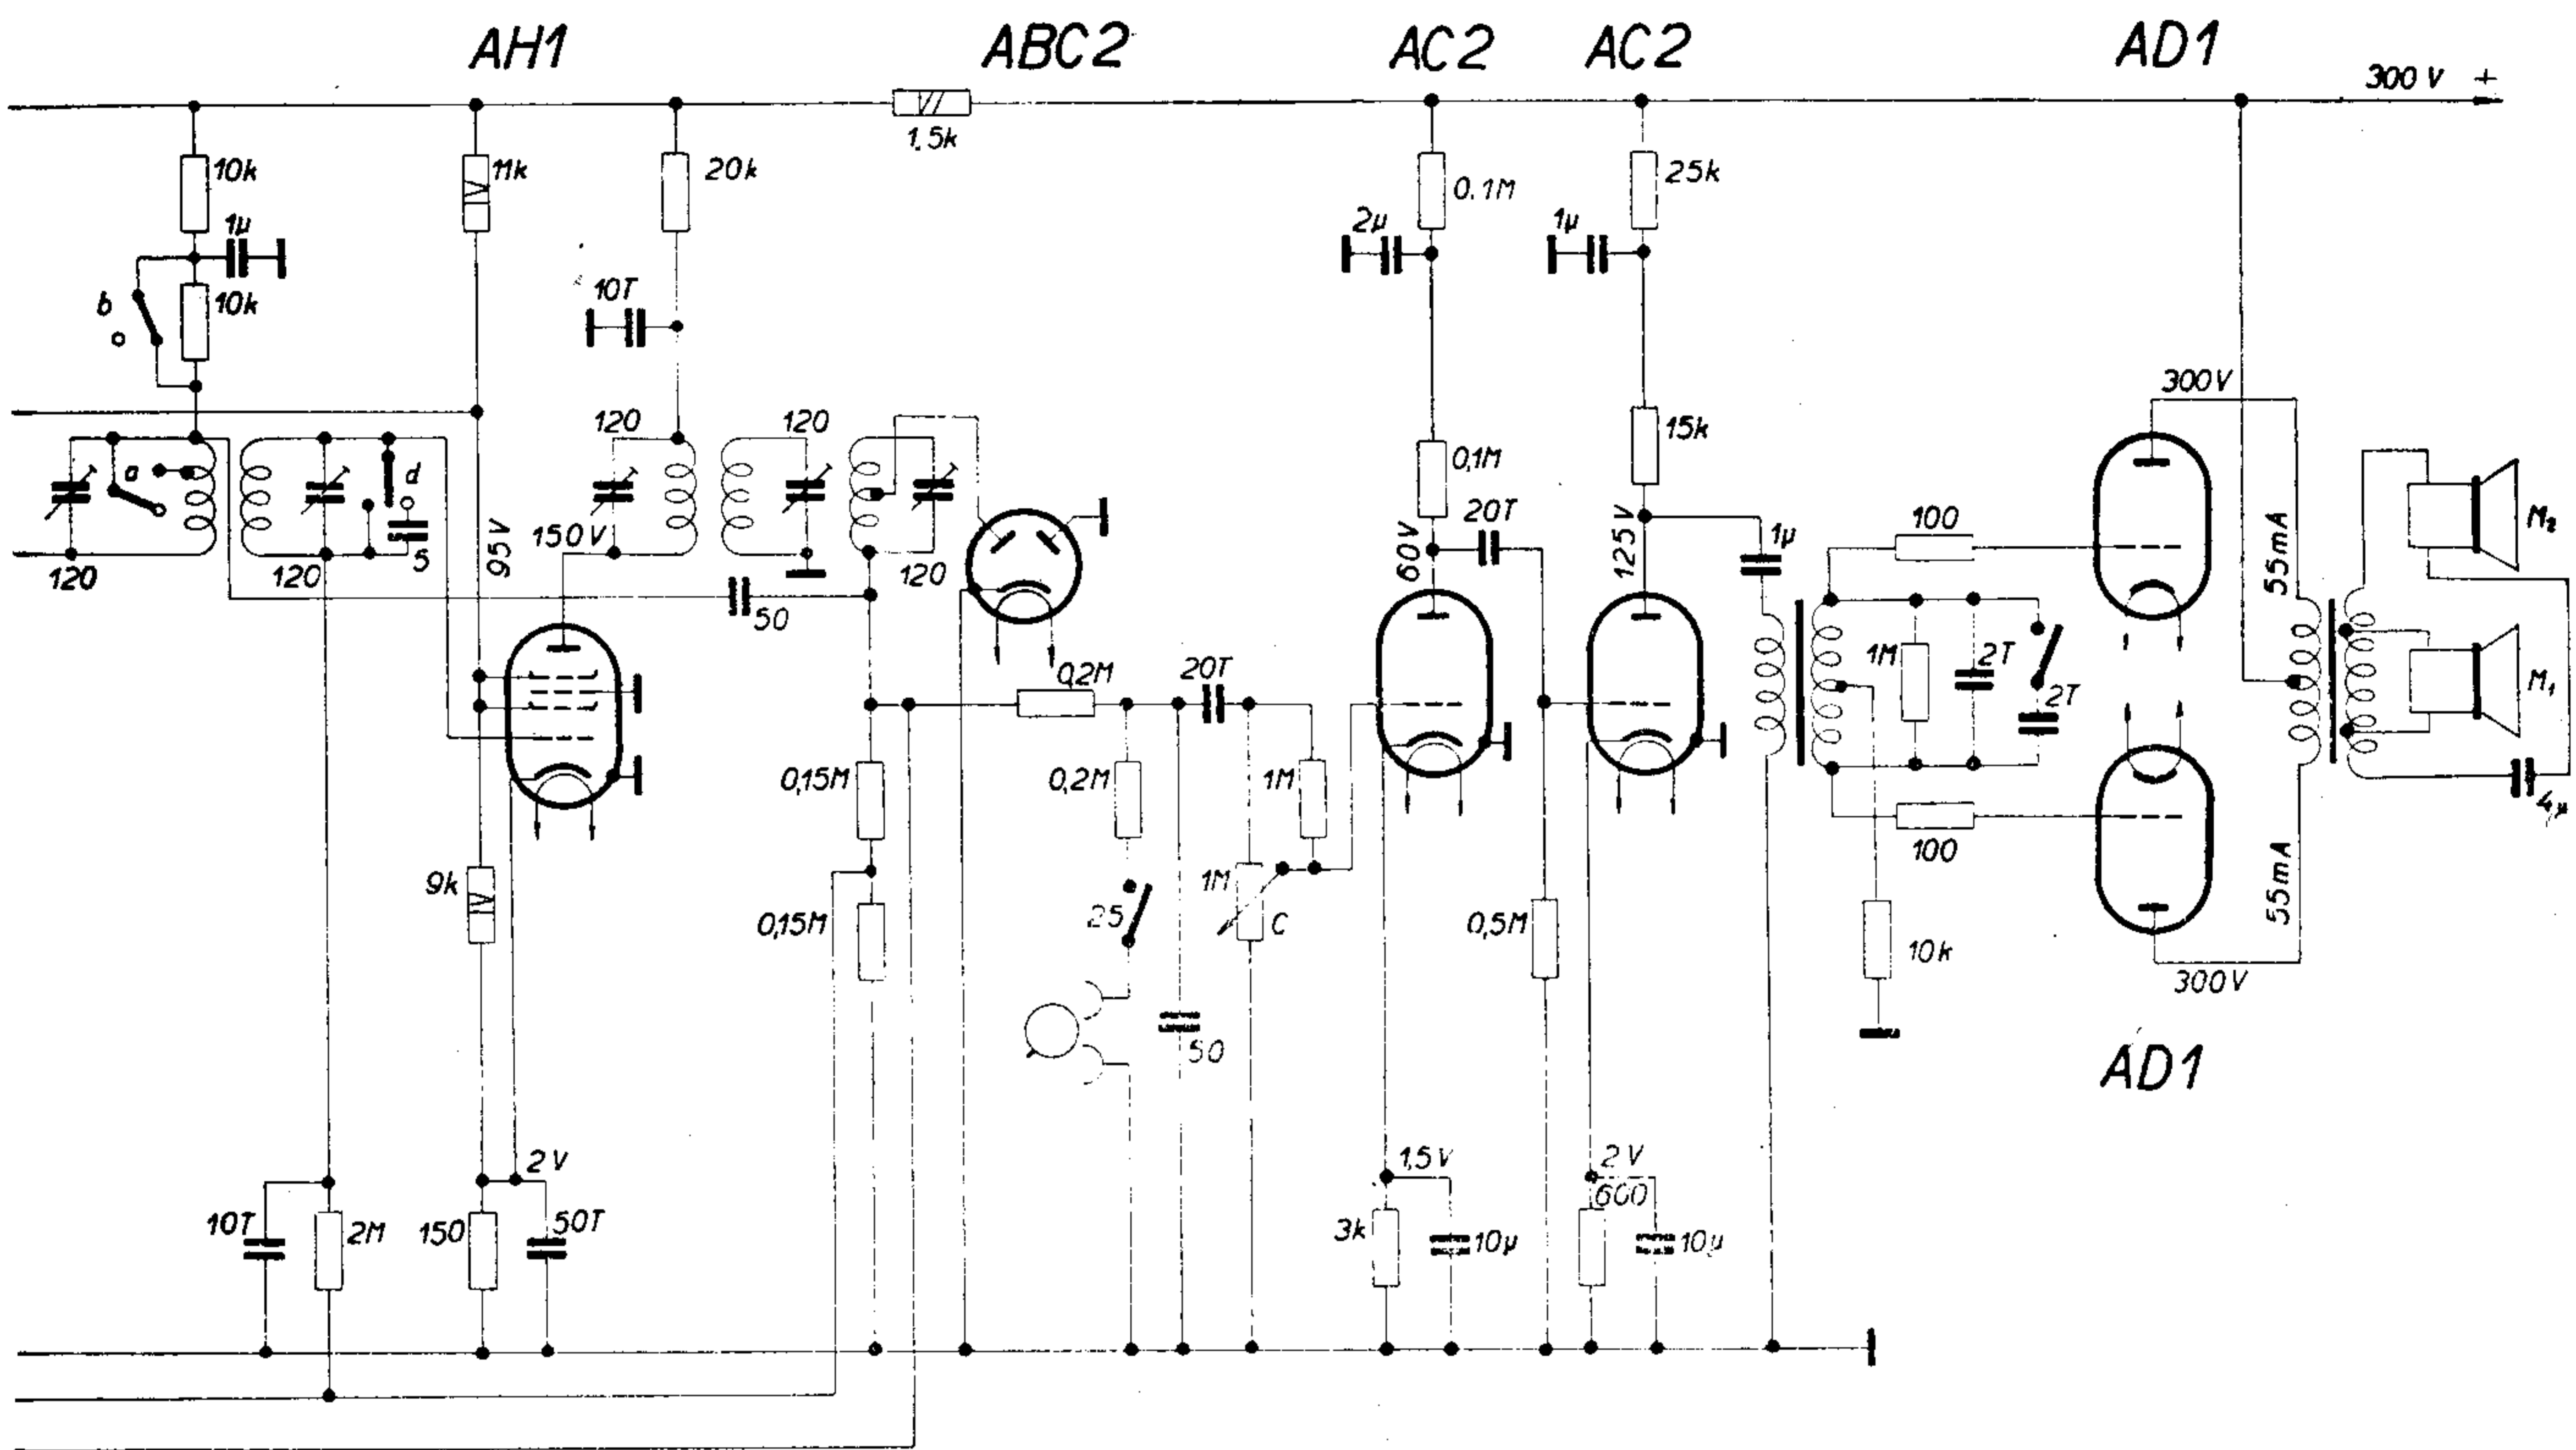 AH1
ABC2
AC2
AC2
AD1
300 V +
1,5k
10k
11k
20k
0,1M
25k
1µ
2µ
1µ
b
10k
10T
300V
120
120
120
15k
a
d
0,1M
20T
100
M₂
95V
150V
60V
125V
1µ
55mA
120
120
5
120
50
0,2M
20T
1M
2T
2T
M₁
0,15M
0,2M
1M
4µ
100
9k
1M
0,15M
25
C
0,5M
10k
55mA
300V
50
AD1
2V
1,5V
2V
600
10T
2M
150
50T
3k
10µ
10µ